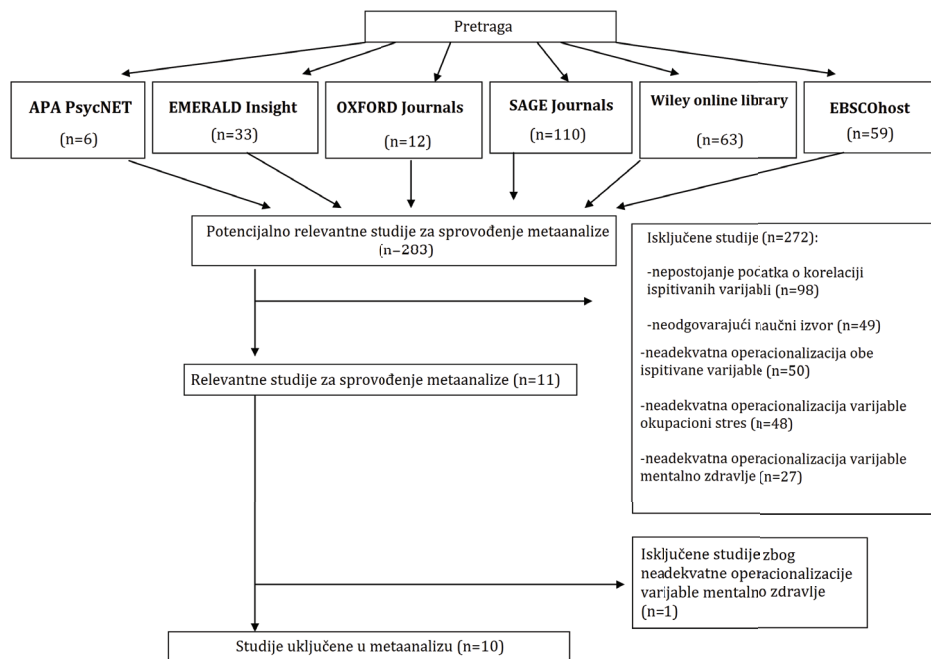 Pretraga
APA PsycNET
(n=6)
EMERALD Insight
(n=33)
OXFORD Journals
(n=12)
SAGE Journals
(n=110)
Wiley online library
(n=63)
EBSCOhost
(n=59)
Potencijalno relevantne studije za sprovođenje metaanalize
(n=283)
Isključene studije (n=272):
-nepostojanje podatka o korelaciji
ispitivanih varijabli (n=98)
-neodgovarajući naučni izvor (n=49)
-neadekvatna operacionalizacija obe
ispitivane varijable (n=50)
-neadekvatna operacionalizacija varijable
okupacioni stres (n=48)
-neadekvatna operacionalizacija varijable
mentalno zdravlje (n=27)
Relevantne studije za sprovođenje metaanalize (n=11)
Isključene studije zbog
neadekvatne operacionalizacije
varijable mentalno zdravlje
(n=1)
Studije uključene u metaanalizu (n=10)